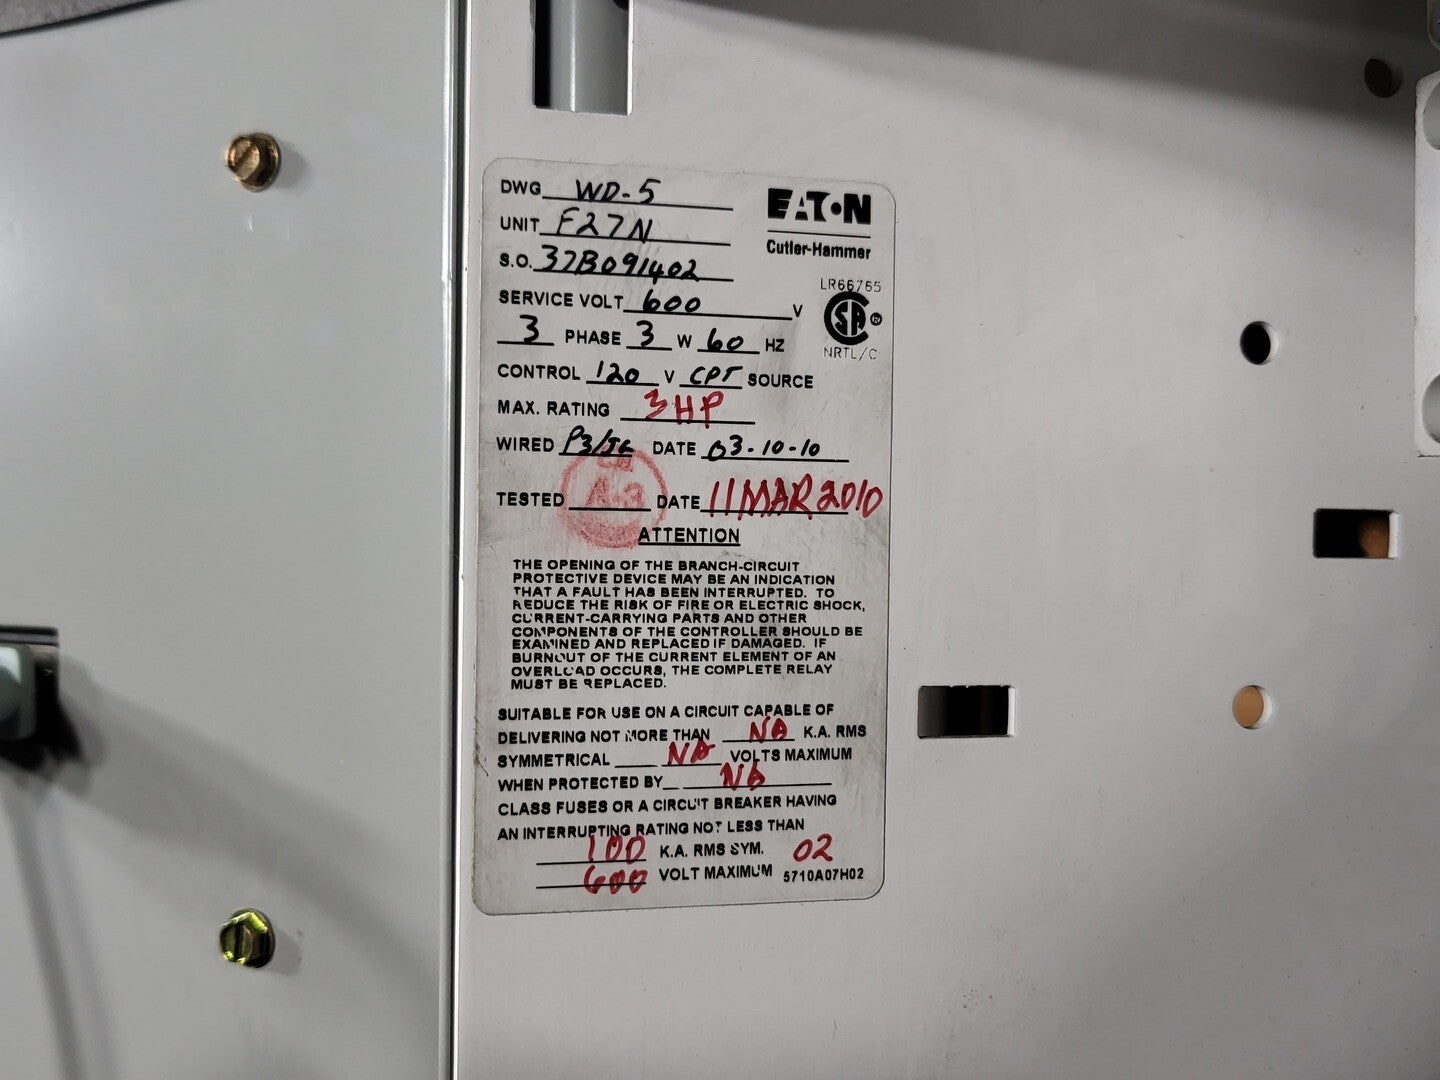 DWG WD-5
EATON
UNIT F27N
Cutler-Hammer
S.O. 37B091402
LR66765
SERVICE VOLT 600 V
SA
NRTL/C
3 PHASE 3 W 60 HZ
CONTROL 120 V CPT SOURCE
MAX. RATING 3HP
WIRED DATE 03-10-10
TESTED A-3 DATE 11 MAR 2010
ATTENTION
THE OPENING OF THE BRANCH-CIRCUIT
PROTECTIVE DEVICE MAY BE AN INDICATION
THAT A FAULT HAS BEEN INTERRUPTED. TO
REDUCE THE RISK OF FIRE OR ELECTRIC SHOCK,
CURRENT-CARRYING PARTS AND OTHER
COMPONENTS OF THE CONTROLLER SHOULD BE
EXAMINED AND REPLACED IF DAMAGED. IF
BURNOUT OF THE CURRENT ELEMENT OF AN
OVERLOAD OCCURS, THE COMPLETE RELAY
MUST BE REPLACED.
SUITABLE FOR USE ON A CIRCUIT CAPABLE OF
DELIVERING NOT MORE THAN NA K.A. RMS
SYMMETRICAL NA VOLTS MAXIMUM
WHEN PROTECTED BY NA
CLASS FUSES OR A CIRCUIT BREAKER HAVING
AN INTERRUPTING RATING NOT LESS THAN
100 K.A. RMS SYM. 02
600 VOLT MAXIMUM 5710A07H02